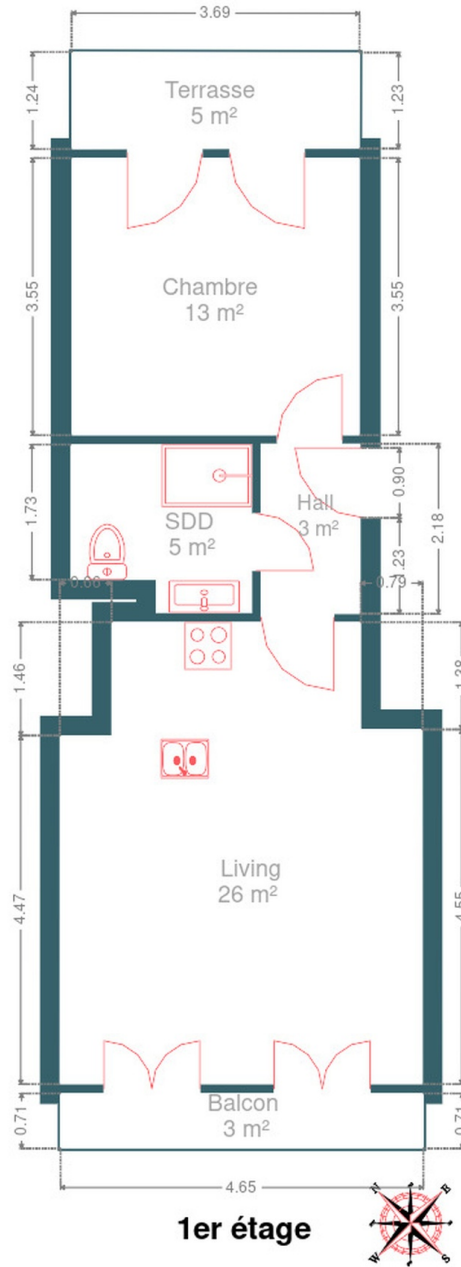 3.69
1.24
1.23
Terrasse
5 m²
3.55
3.55
Chambre
13 m²
0.90
1.73
2.18
Hall
3 m²
SDD
5 m²
1.23
0.79
1.46
1.38
Living
26 m²
4.47
4.55
Balcon
3 m²
0.71
0.71
4.65
1er étage
N
E
W
S